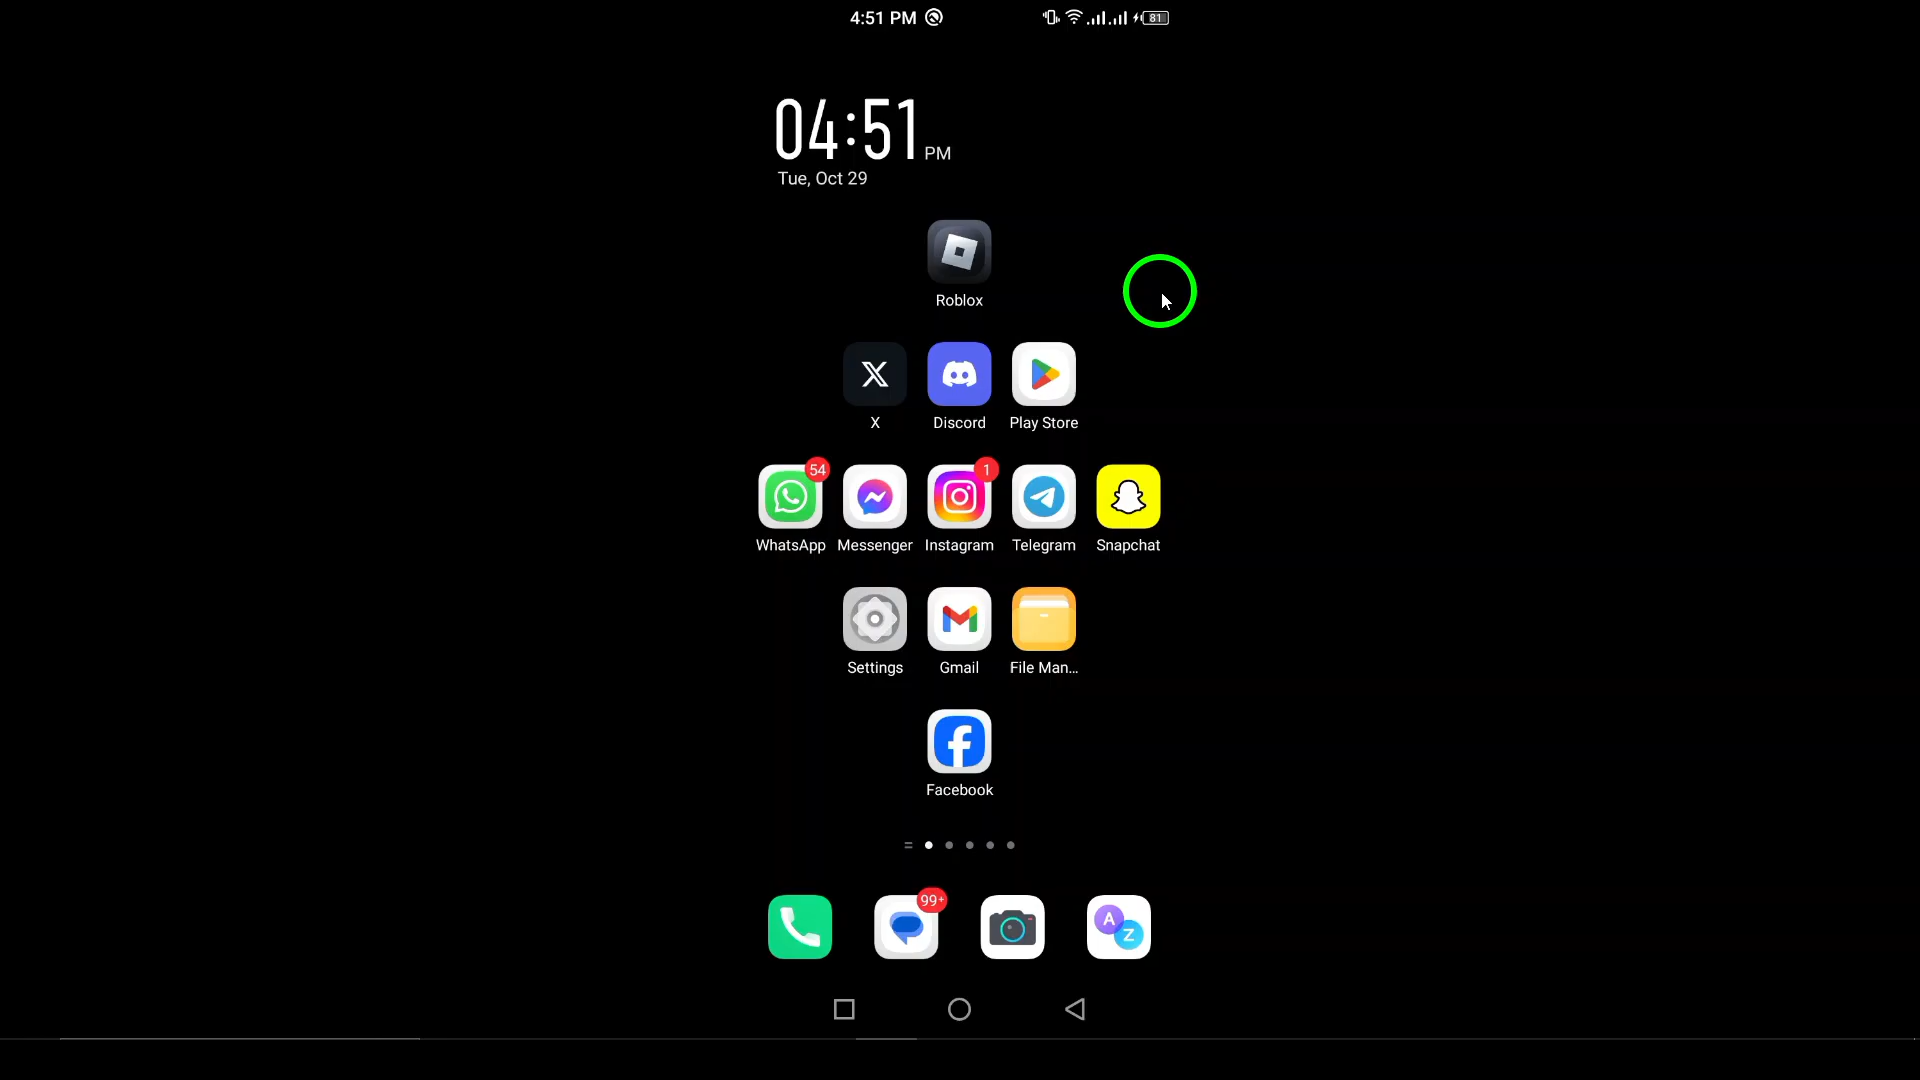 4:51 PM
81
04:51 PM
Tue, Oct 29
Roblox
X Discord Play Store
54
1
WhatsApp Messenger Instagram Telegram Snapchat
Settings Gmail File Man...
Facebook
99+
A
Z